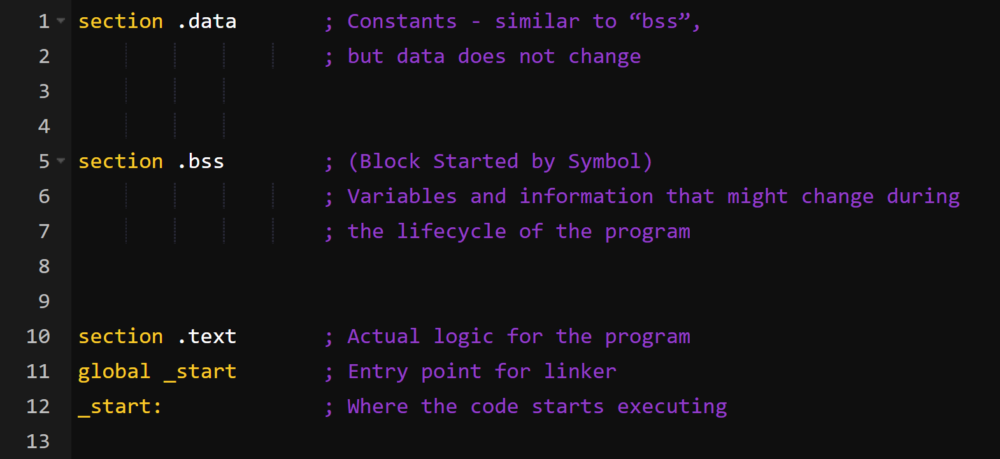 1 section .data ; Constants - similar to “bss”,
2 ; but data does not change
3
4
5 section .bss ; (Block Started by Symbol)
6 ; Variables and information that might change during
7 ; the lifecycle of the program
8
9
10 section .text ; Actual logic for the program
11 global _start ; Entry point for linker
12 _start: ; Where the code starts executing
13